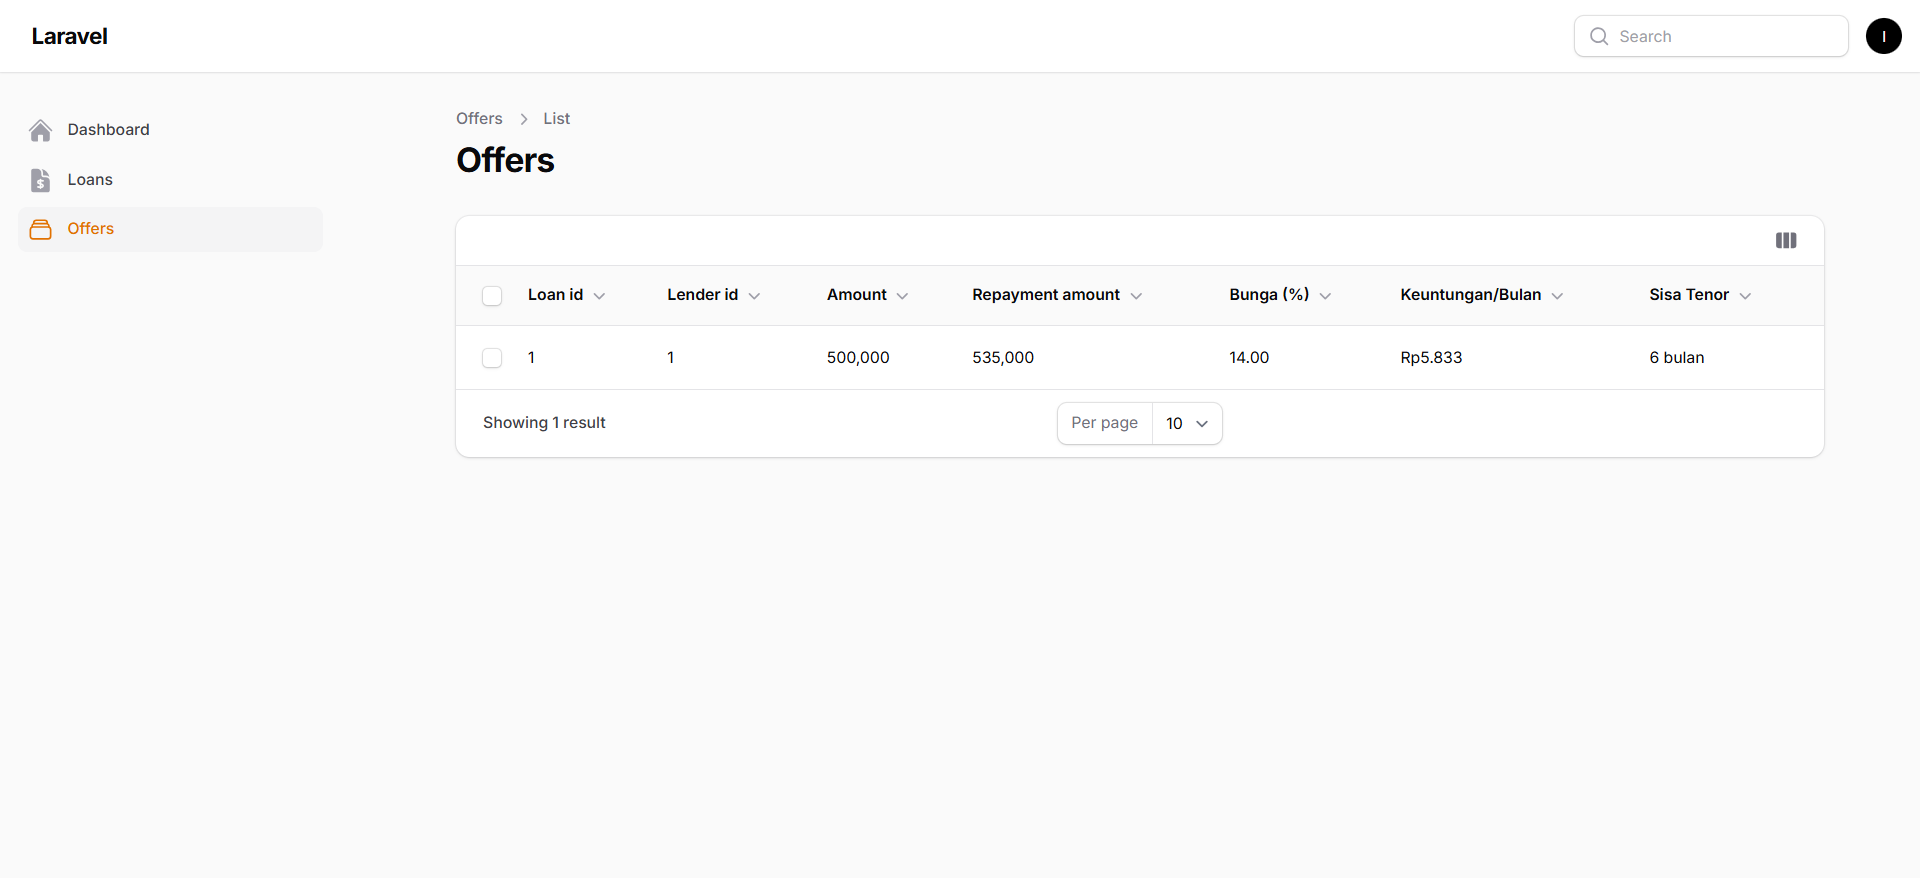 Laravel
Search
I
Dashboard
Loans
Offers
Offers > List
Offers
Loan id Lender id Amount Repayment amount Bunga (%) Keuntungan/Bulan Sisa Tenor
1 1 500,000 535,000 14.00 Rp5.833 6 bulan
Showing 1 result Per page 10